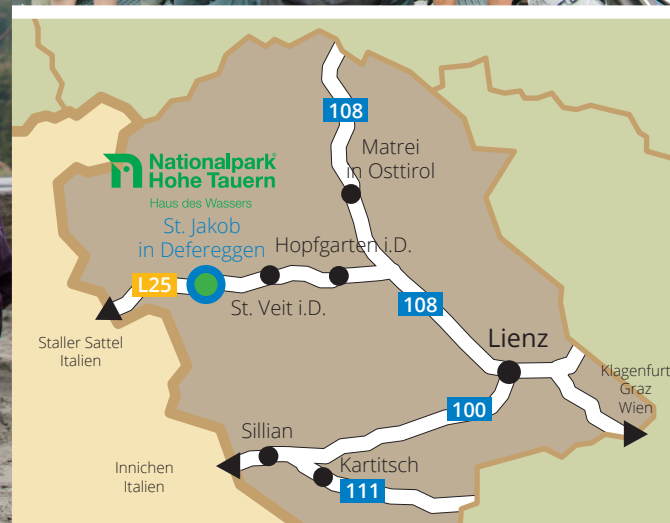 108
Matrei
in Osttirol
Nationalpark
Hohe Tauern
Haus des Wassers
St. Jakob
in Defereggen
Hopfgarten i.D.
L25
St. Veit i.D.
108
Staller Sattel
Italien
Lienz
Klagenfurt
Graz
Wien
100
Sillian
Innichen
Italien
Kartitsch
111